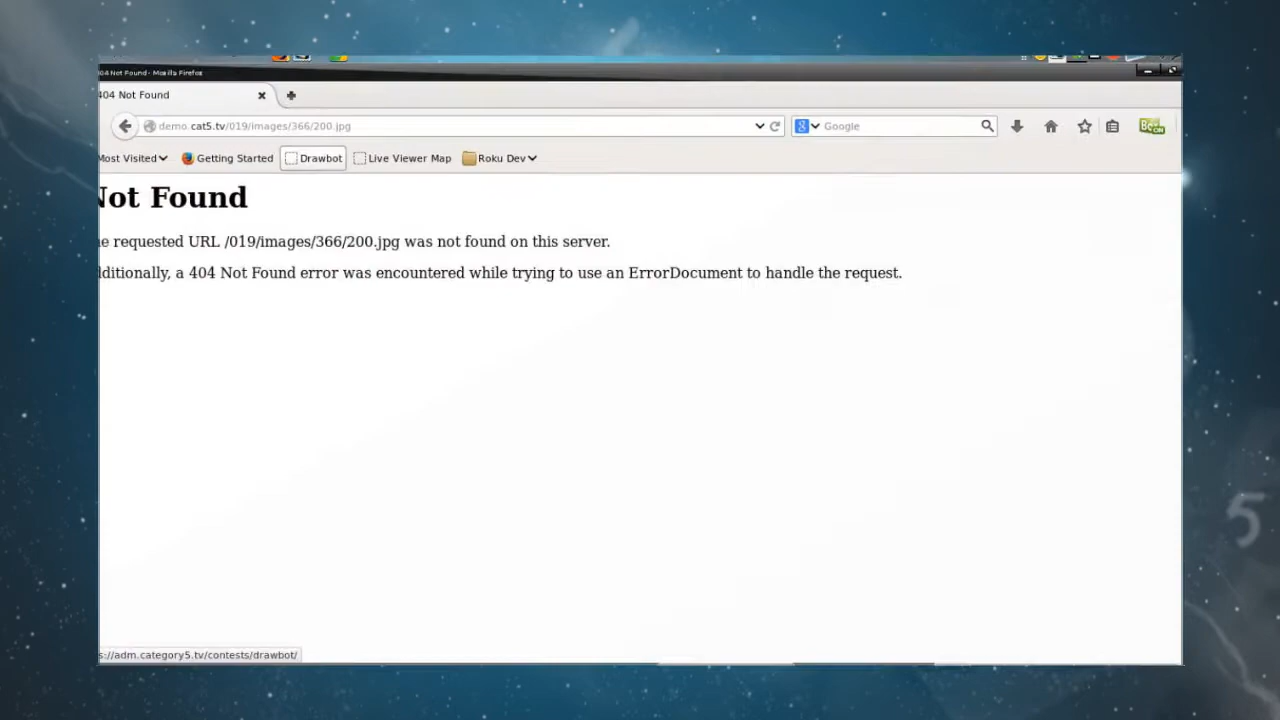 04 Not Found - Mozilla Firefox
404 Not Found
demo.cat5.tv/019/images/366/200.jpg
Google
Most Visited
Getting Started
Drawbot
Live Viewer Map
Roku Dev
Not Found
e requested URL /019/images/366/200.jpg was not found on this server.
dditionally, a 404 Not Found error was encountered while trying to use an ErrorDocument to handle the request.
5
s://adm.category5.tv/contests/drawbot/